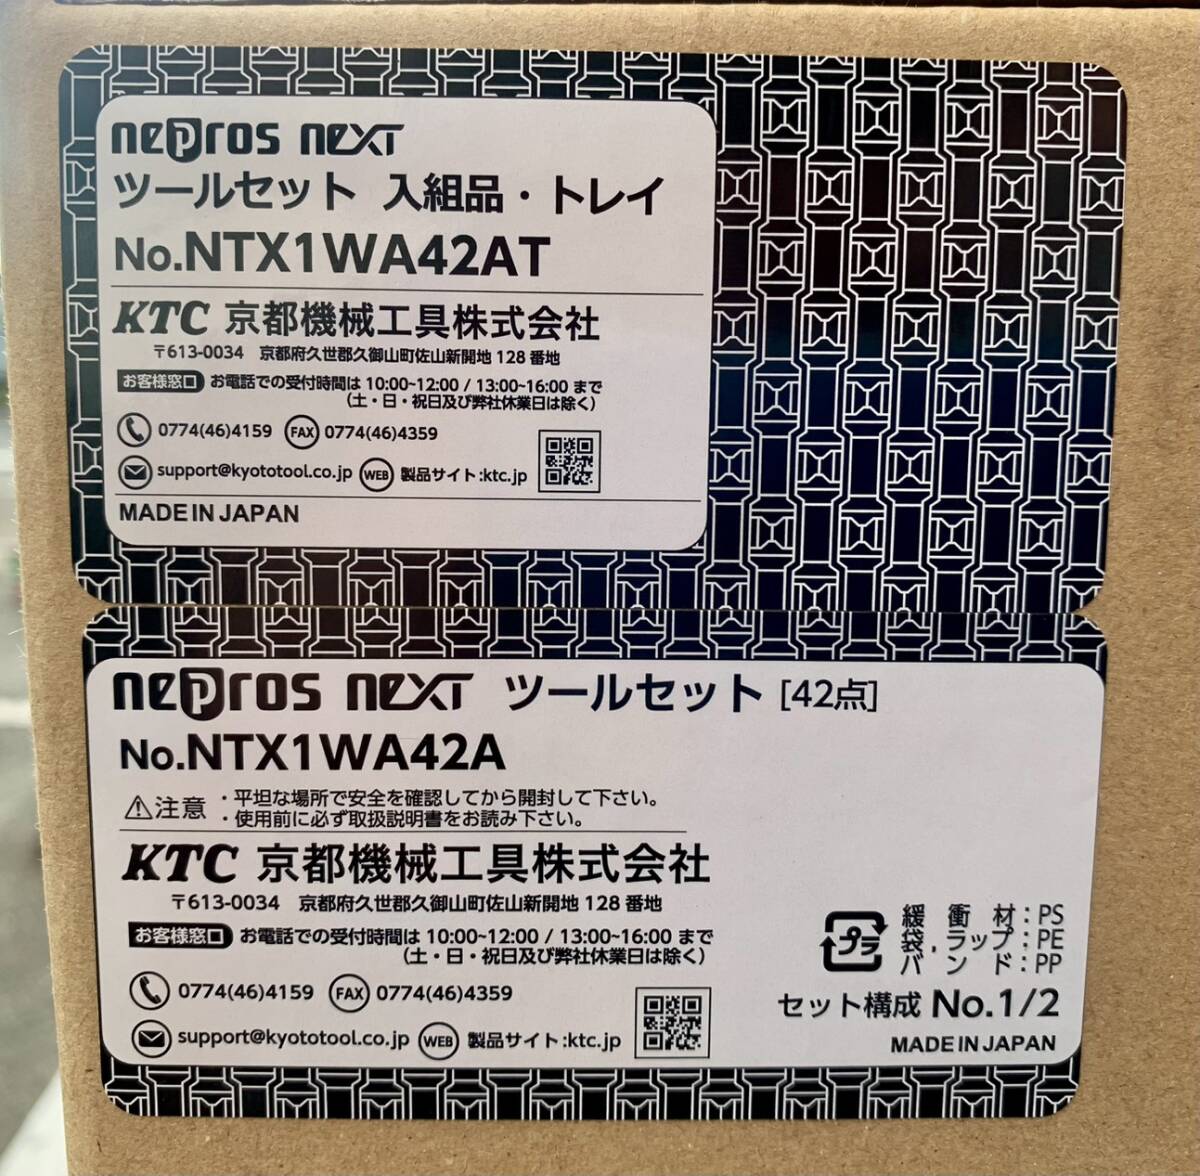 nepros next
ツールセット 入組品・トレイ
No.NTX1WA42AT
KTC 京都機械工具株式会社
〒613-0034 京都府久世郡久御山町佐山新開地 128 番地
お客様窓口 お電話での受付時間は 10:00~12:00 / 13:00~16:00 まで
(土・日・祝日及び弊社休業日は除く)
0774(46)4159 FAX 0774(46)4359
support@kyototool.co.jp WEB 製品サイト:ktc.jp
MADE IN JAPAN
nepros next ツールセット [42点]
No.NTX1WA42A
注意 ・平坦な場所で安全を確認してから開封して下さい。
・使用前に必ず取扱説明書をお読み下さい。
KTC 京都機械工具株式会社
〒613-0034 京都府久世郡久御山町佐山新開地 128 番地
お客様窓口 お電話での受付時間は 10:00~12:00 / 13:00~16:00 まで
(土・日・祝日及び弊社休業日は除く)
0774(46)4159 FAX 0774(46)4359
support@kyototool.co.jp WEB 製品サイト:ktc.jp
プラ
緩衝材:PS
袋,ラップ:PE
バンド:PP
セット構成 No.1/2
MADE IN JAPAN